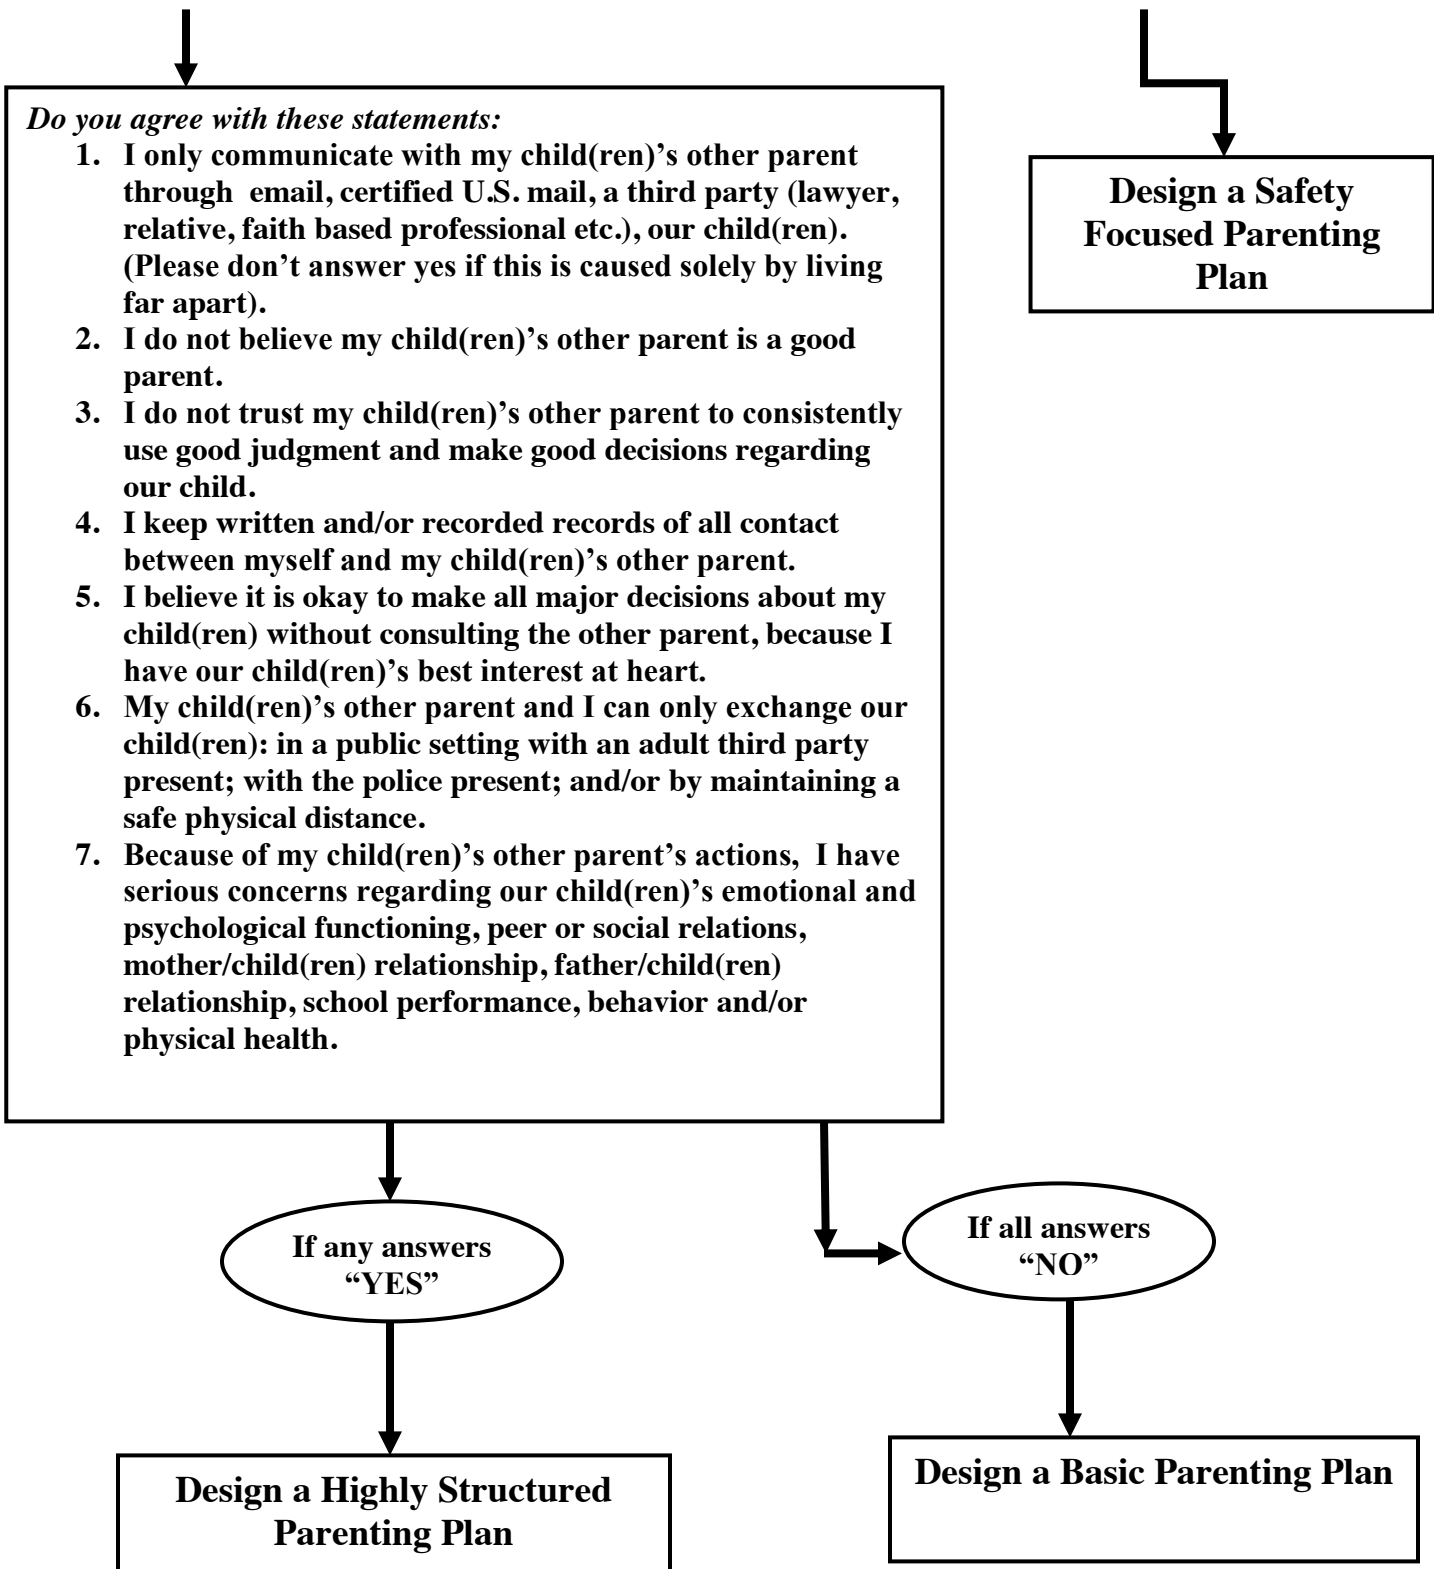 Do you agree with these statements:
1. I only communicate with my child(ren)’s other parent
through email, certified U.S. mail, a third party (lawyer,
relative, faith based professional etc.), our child(ren).
(Please don’t answer yes if this is caused solely by living
far apart).
2. I do not believe my child(ren)’s other parent is a good
parent.
3. I do not trust my child(ren)’s other parent to consistently
use good judgment and make good decisions regarding
our child.
4. I keep written and/or recorded records of all contact
between myself and my child(ren)’s other parent.
5. I believe it is okay to make all major decisions about my
child(ren) without consulting the other parent, because I
have our child(ren)’s best interest at heart.
6. My child(ren)’s other parent and I can only exchange our
child(ren): in a public setting with an adult third party
present; with the police present; and/or by maintaining a
safe physical distance.
7. Because of my child(ren)’s other parent’s actions, I have
serious concerns regarding our child(ren)’s emotional and
psychological functioning, peer or social relations,
mother/child(ren) relationship, father/child(ren)
relationship, school performance, behavior and/or
physical health.
Design a Safety
Focused Parenting
Plan
If any answers
“YES”
If all answers
“NO”
Design a Highly Structured
Parenting Plan
Design a Basic Parenting Plan